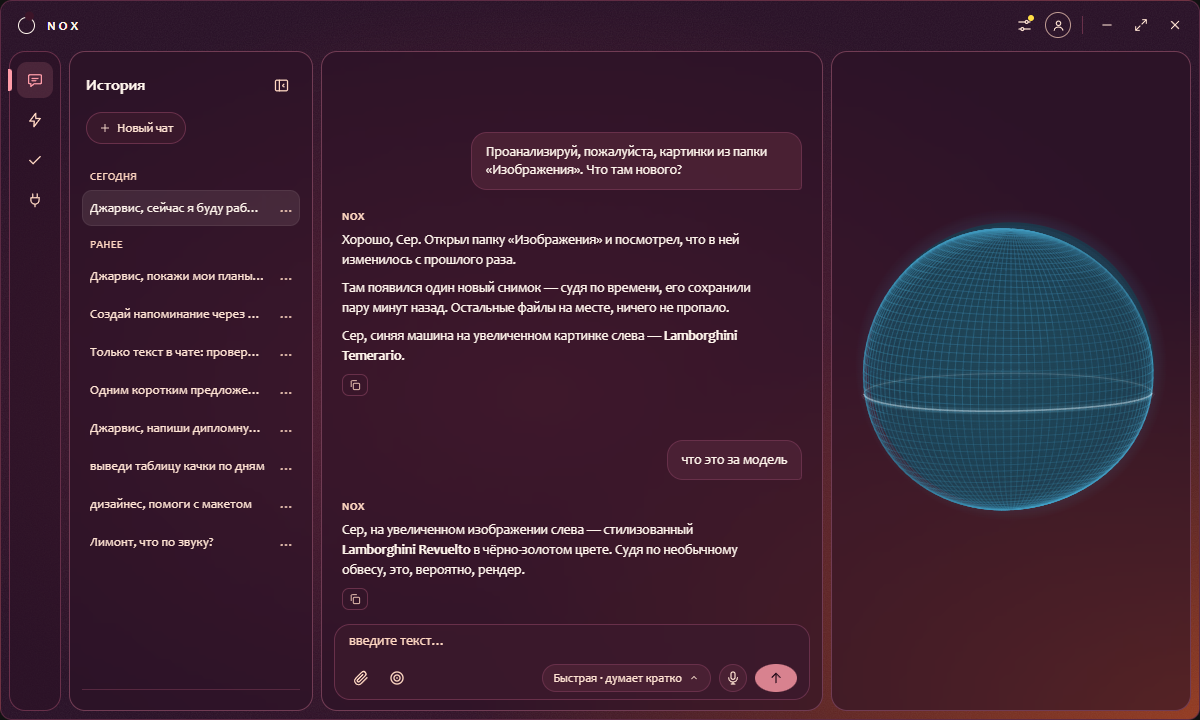 NOX
История
+ Новый чат
СЕГОДНЯ
Джарвис, сейчас я буду раб... ...
РАНЕЕ
Джарвис, покажи мои планы... ...
Создай напоминание через ... ...
Только текст в чате: провер... ...
Одним коротким предложе... ...
Джарвис, напиши дипломну... ...
выведи таблицу качки по дням ...
дизайнес, помоги с макетом ...
Лимонт, что по звуку? ...
Проанализируй, пожалуйста, картинки из папки
«Изображения». Что там нового?
NOX
Хорошо, Сер. Открыл папку «Изображения» и посмотрел, что в ней
изменилось с прошлого раза.
Там появился один новый снимок — судя по времени, его сохранили
пару минут назад. Остальные файлы на месте, ничего не пропало.
Сер, синяя машина на увеличенном картинке слева — Lamborghini
Temerario.
что это за модель
NOX
Сер, на увеличенном изображении слева — стилизованный
Lamborghini Revuelto в чёрно-золотом цвете. Судя по необычному
обвесу, это, вероятно, рендер.
введите текст...
Быстрая · думает кратко